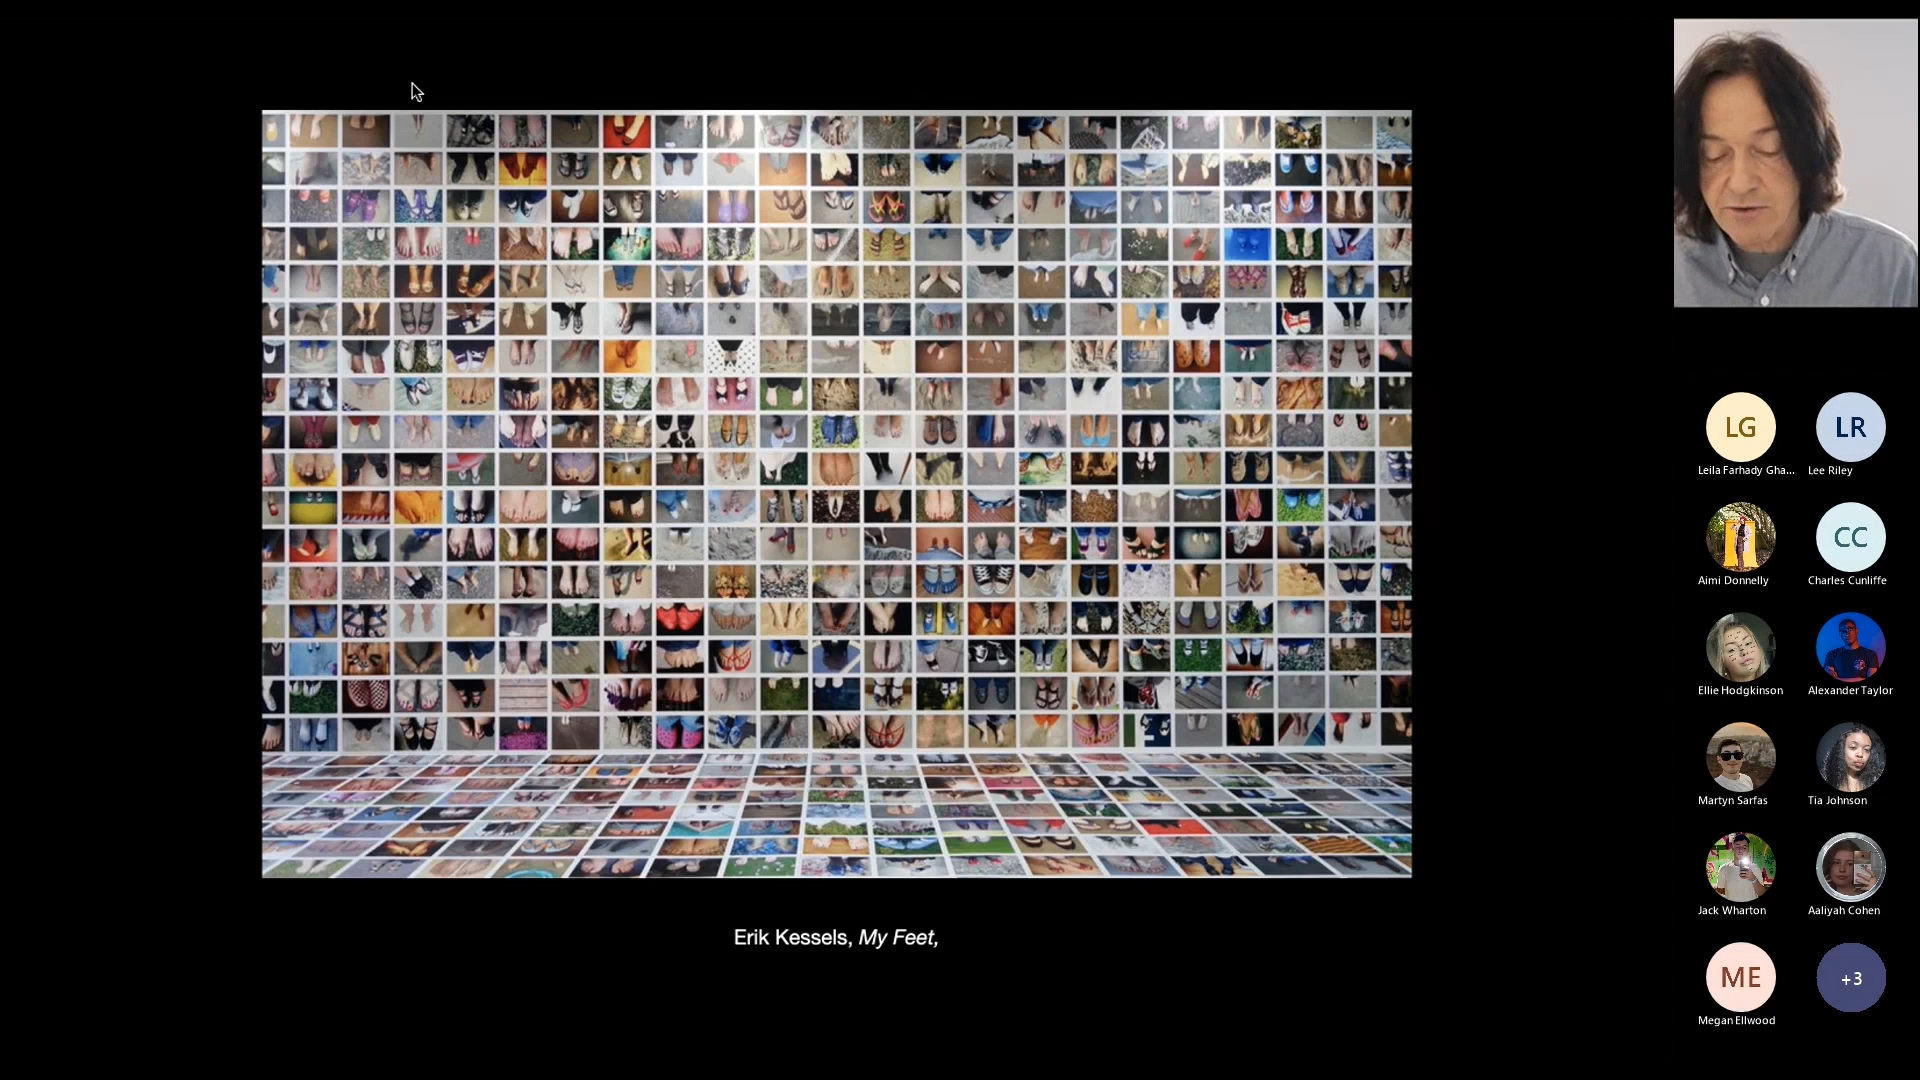 Erik Kessels, My Feet,
LG
LR
Leila Farhady Gha...
Lee Riley
CC
Aimi Donnelly
Charles Cunliffe
Ellie Hodgkinson
Alexander Taylor
Martyn Sarfas
Tia Johnson
Jack Wharton
Aaliyah Cohen
ME
+3
Megan Ellwood